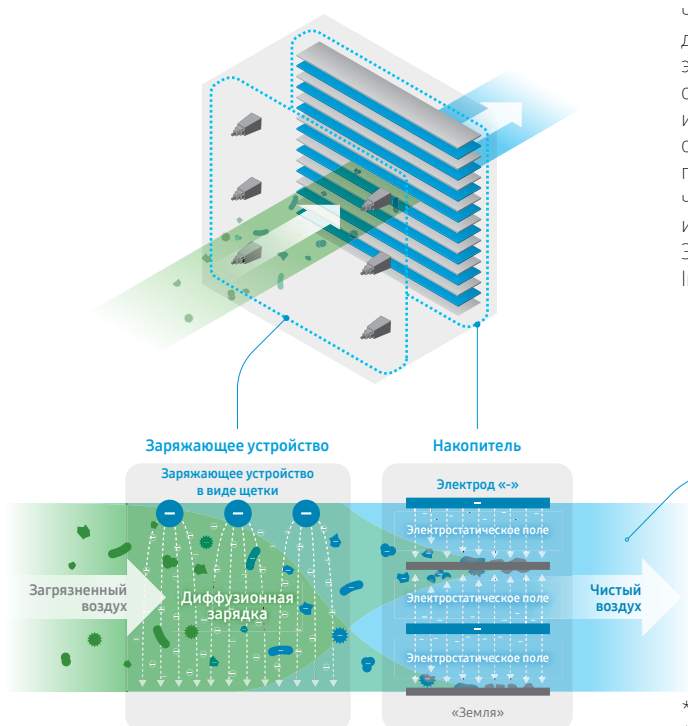 Заряжающее устройство
Накопитель
Заряжающее устройство
в виде щетки
Электрод «-»
Электростатическое поле
Загрязненный
воздух
Диффузионная
зарядка
Электростатическое поле
Чистый
воздух
Электростатическое поле
«Земля»
*